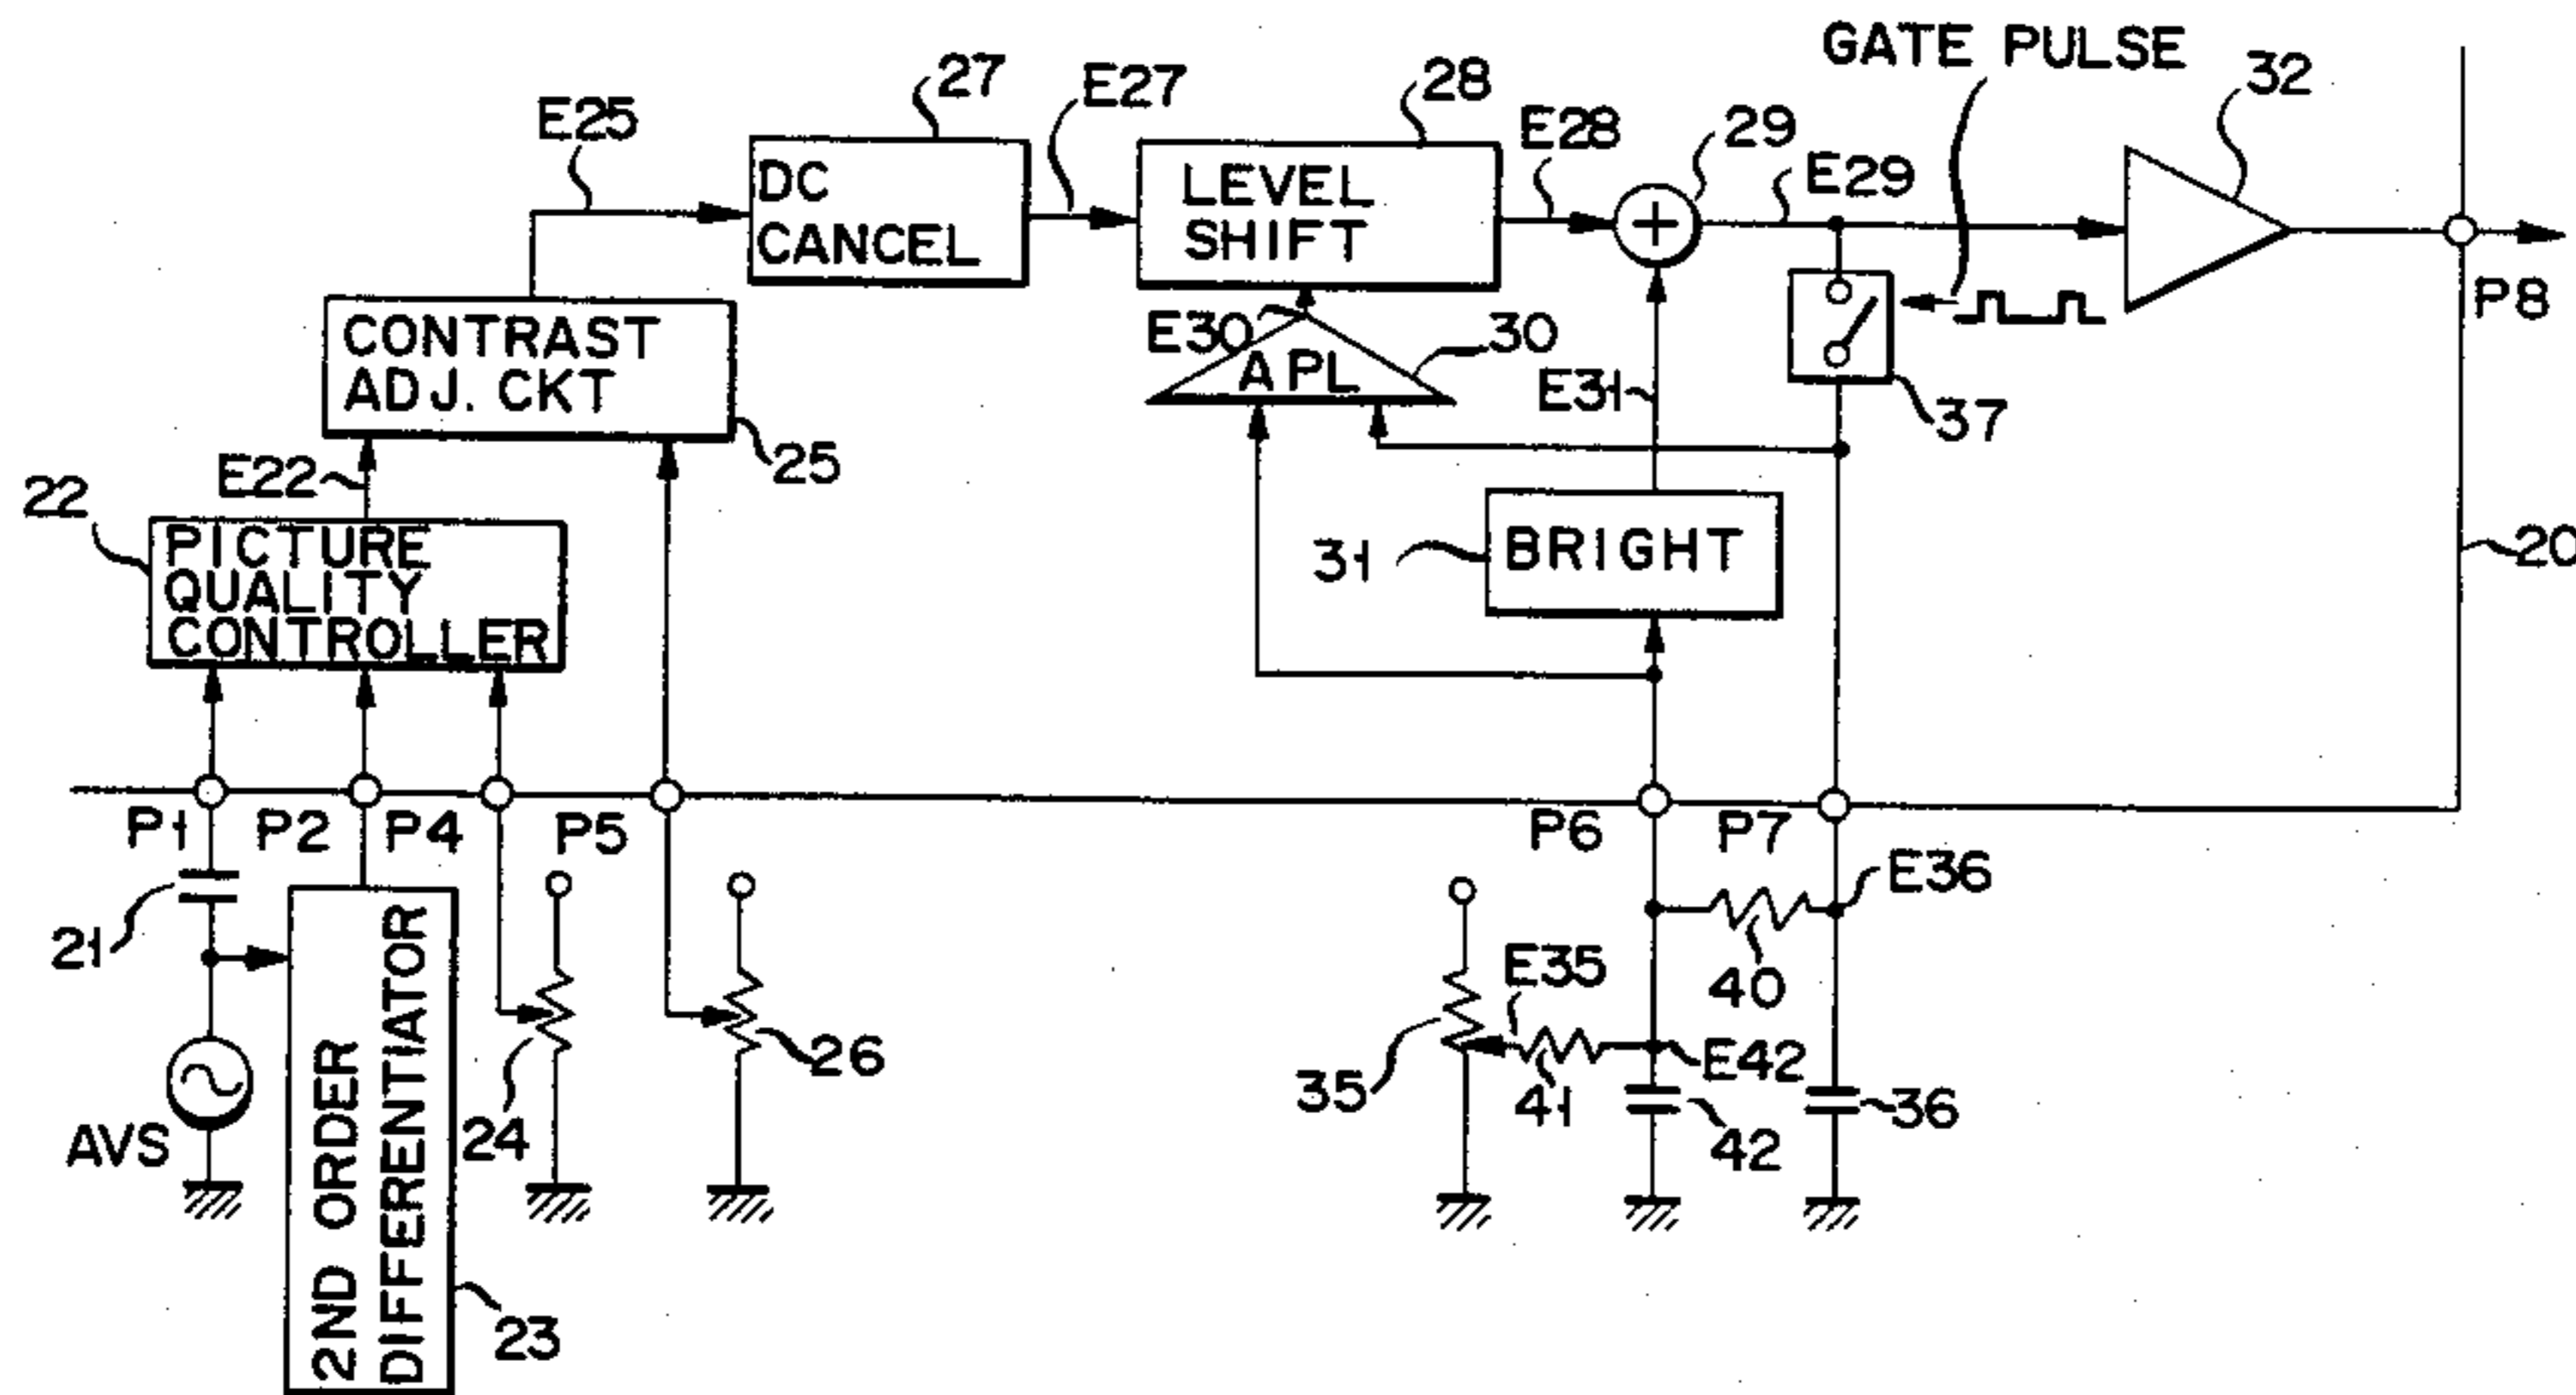 GATE PULSE
27
E27
28
E28
29
E29
32
E25
DC
CANCEL
LEVEL
SHIFT
P8
CONTRAST
ADJ. CKT
E30
APL
30
E31
37
25
E22
22
PICTURE
QUALITY
CONTROLLER
31
BRIGHT
20
P1
P2
P4
P5
P6
P7
E36
21
2ND ORDER
DIFFERENTIATOR
40
E35
E42
35
41
42
36
24
26
AVS
23